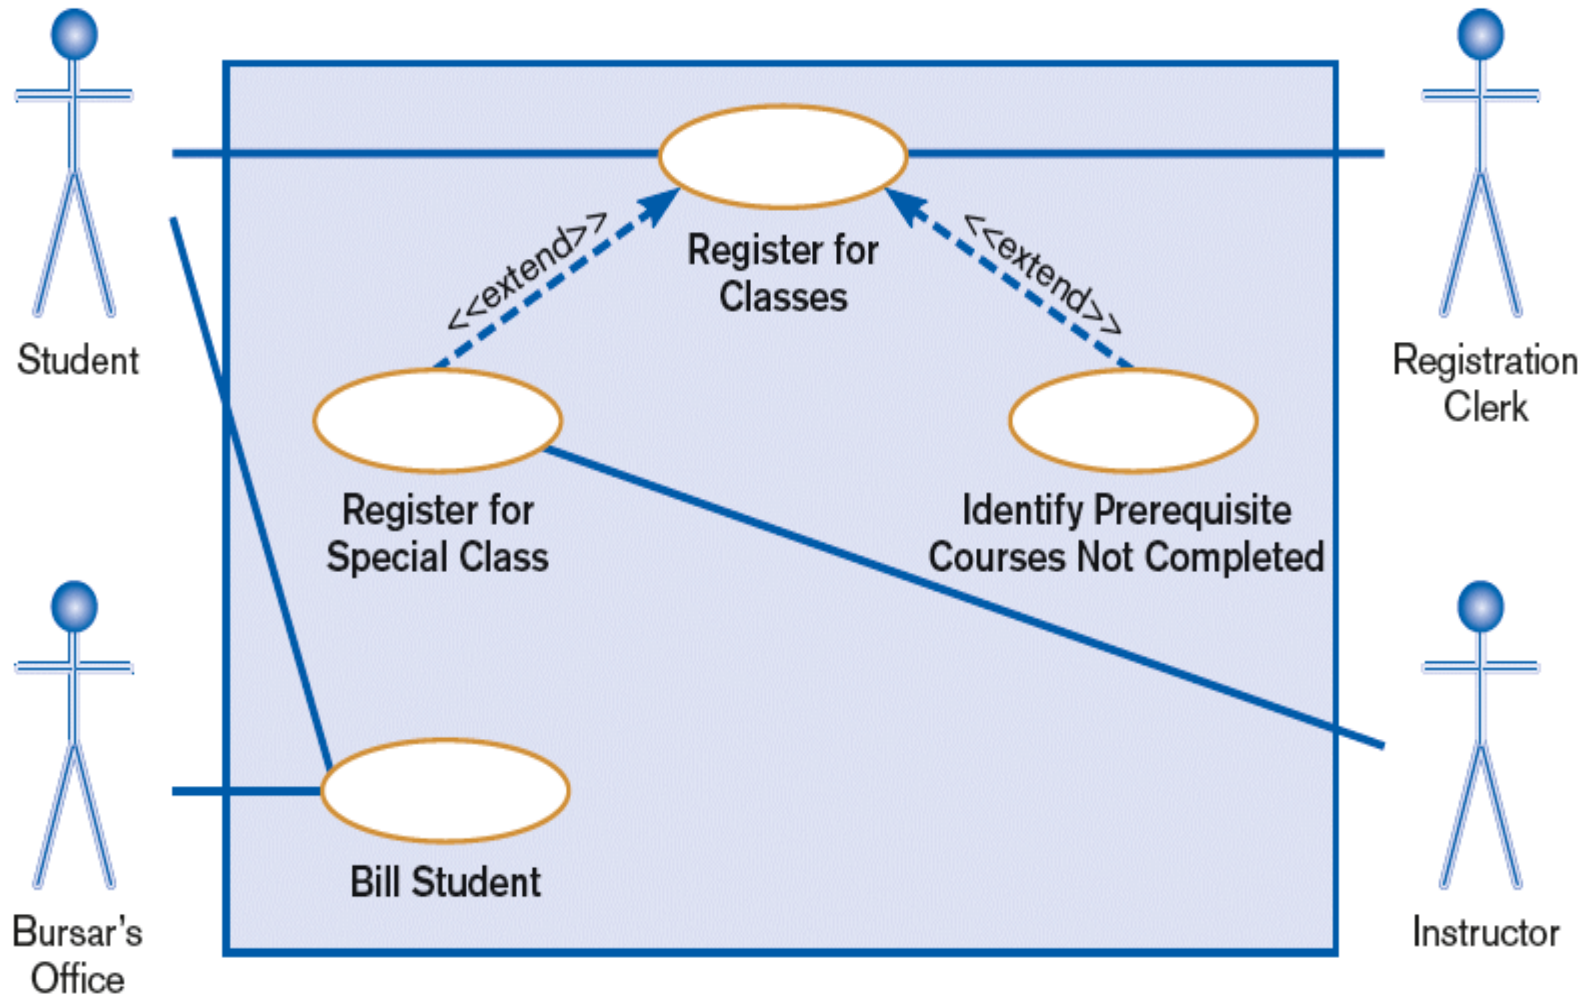 <<extend>>
<<extend>>
Register for
Classes
Student
Registration
Clerk
Register for
Special Class
Identify Prerequisite
Courses Not Completed
Bill Student
Bursar's
Office
Instructor